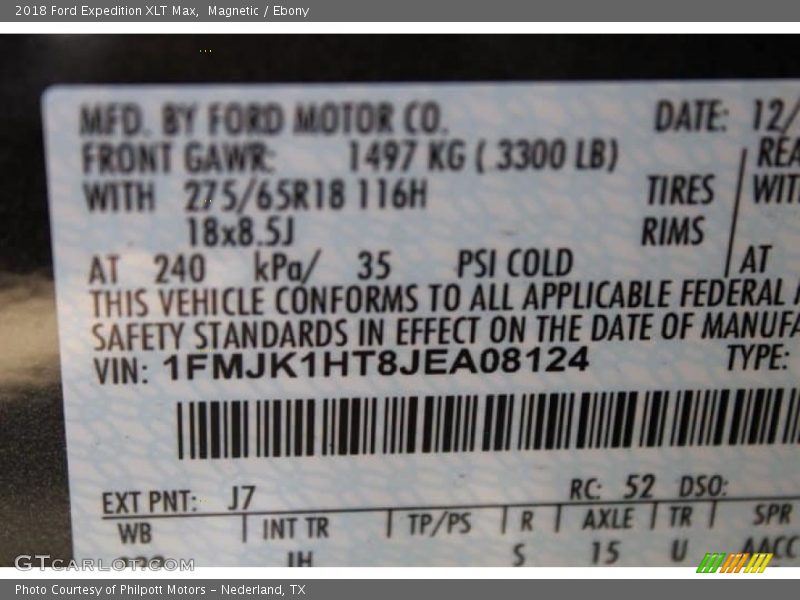 2018 Ford Expedition XLT Max, Magnetic / Ebony
MFD. BY FORD MOTOR CO. DATE: 12/
FRONT GAWR: 1497 KG ( 3300 LB) REA
WITH 275/65R18 116H TIRES WIT
18x8.5J RIMS
AT 240 kPa/ 35 PSI COLD AT
THIS VEHICLE CONFORMS TO ALL APPLICABLE FEDERAL
SAFETY STANDARDS IN EFFECT ON THE DATE OF MANUFA
VIN: 1FMJK1HT8JEA08124 TYPE:
EXT PNT: J7 RC: 52 DSO:
WB INT TR TP/PS R AXLE TR SPR
S 15 U
GTCARLOT.COM
Photo Courtesy of Philpott Motors - Nederland, TX